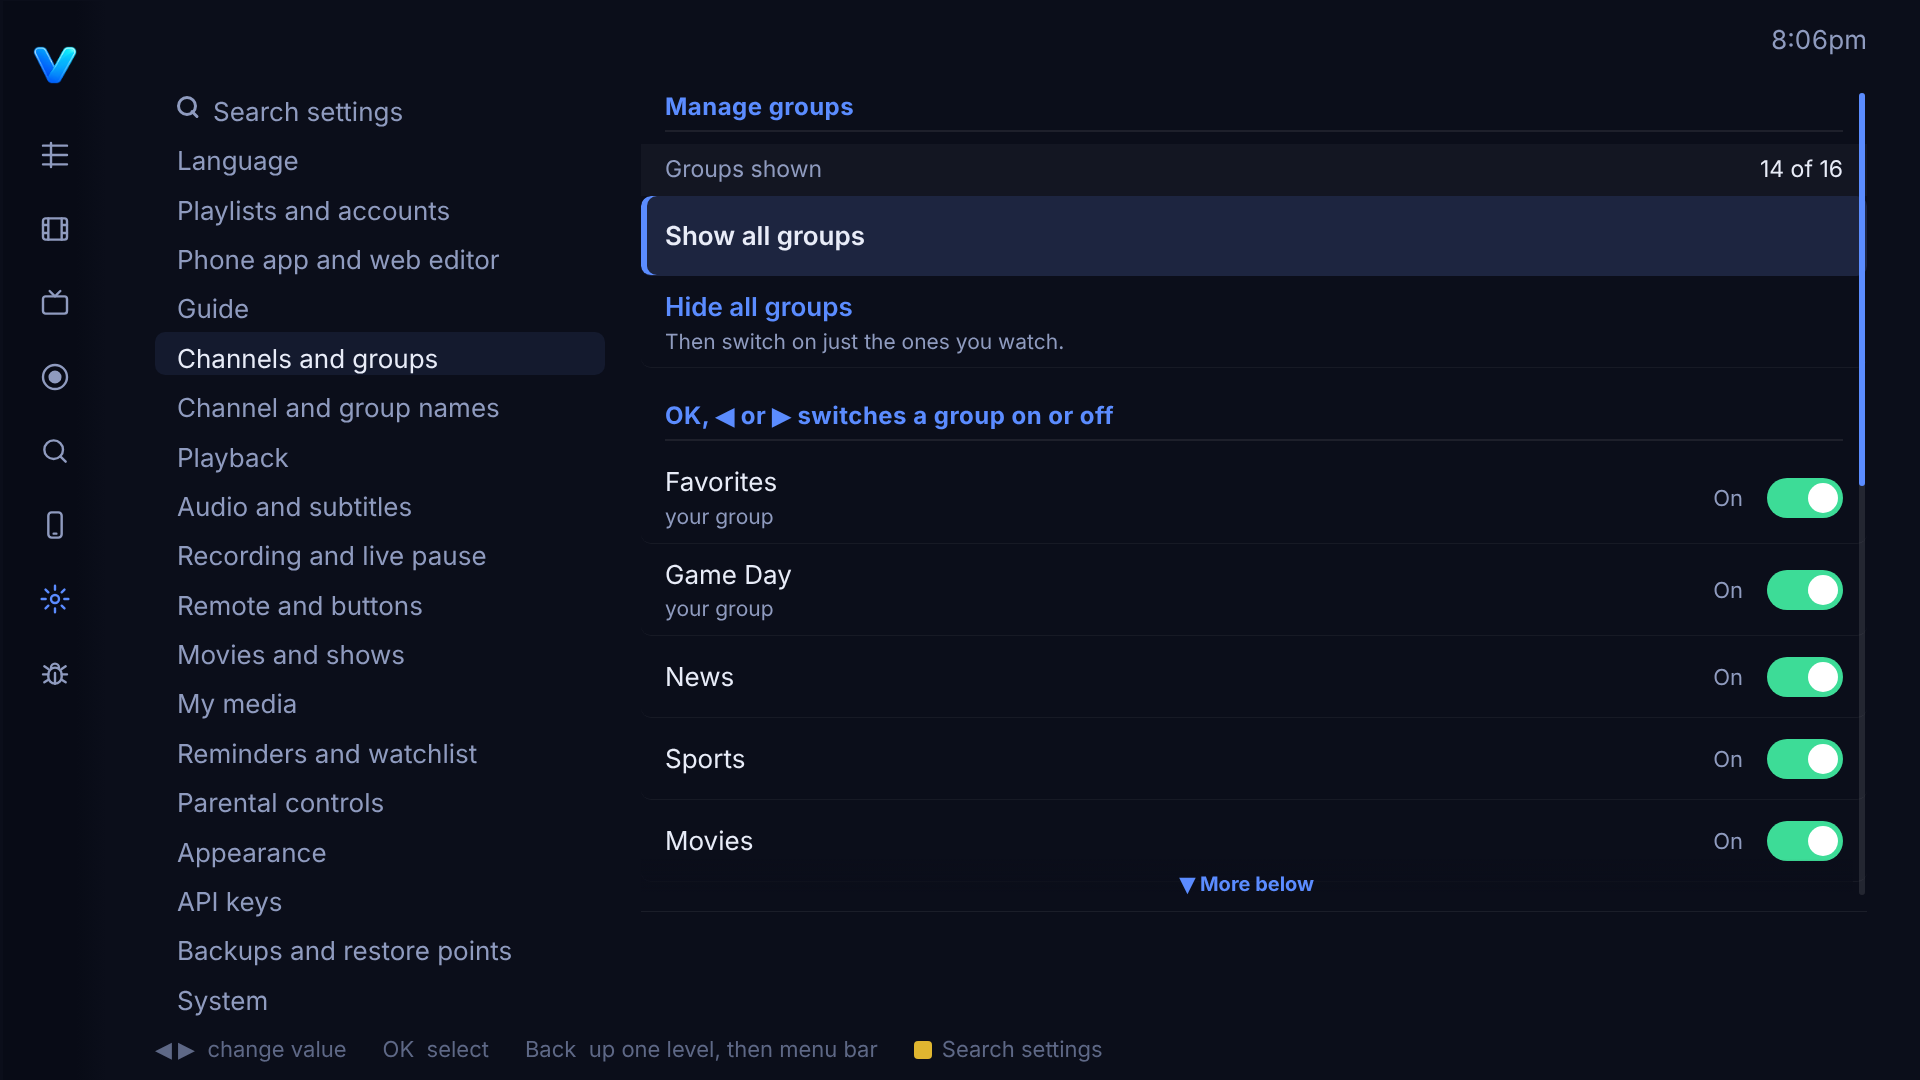 8:06pm
Search settings
Language
Playlists and accounts
Phone app and web editor
Guide
Channels and groups
Channel and group names
Playback
Audio and subtitles
Recording and live pause
Remote and buttons
Movies and shows
My media
Reminders and watchlist
Parental controls
Appearance
API keys
Backups and restore points
System
Manage groups
Groups shown 14 of 16
Show all groups
Hide all groups
Then switch on just the ones you watch.
OK, ◀ or ▶ switches a group on or off
Favorites On
your group
Game Day On
your group
News On
Sports On
Movies On
▼ More below
◀ ▶ change value OK select Back up one level, then menu bar Search settings